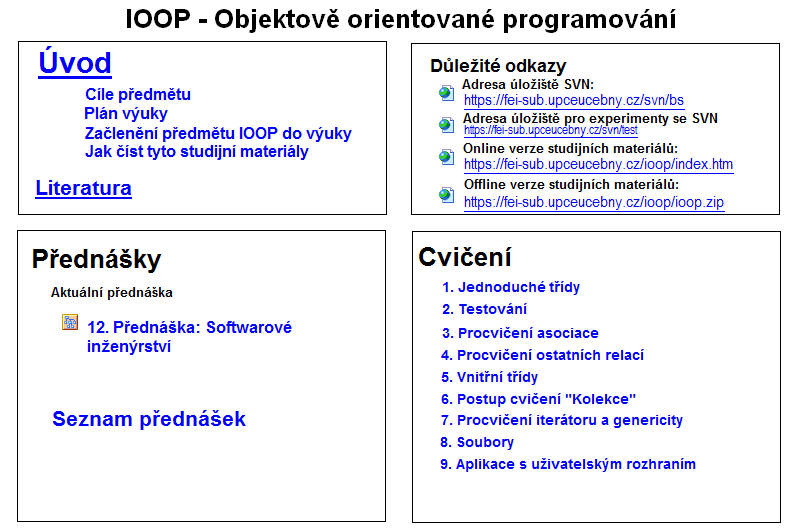 IOOP - Objektově orientované programování
Úvod
Cíle předmětu
Plán výuky
Začlenění předmětu IOOP do výuky
Jak číst tyto studijní materiály
Literatura
Důležité odkazy
Adresa úložiště SVN:
https://fei-sub.upceucebny.cz/svn/bs
Adresa úložiště pro experimenty se SVN
https://fei-sub.upceucebny.cz/svn/test
Online verze studijních materiálů:
https://fei-sub.upceucebny.cz/ioop/index.htm
Offline verze studijních materiálů:
https://fei-sub.upceucebny.cz/ioop/ioop.zip
Přednášky
Aktuální přednáška
12. Přednáška: Softwarové
inženýrství
Seznam přednášek
Cvičení
1. Jednoduché třídy
2. Testování
3. Procvičení asociace
4. Procvičení ostatních relací
5. Vnitřní třídy
6. Postup cvičení "Kolekce"
7. Procvičení iterátoru a genericity
8. Soubory
9. Aplikace s uživatelským rozhraním